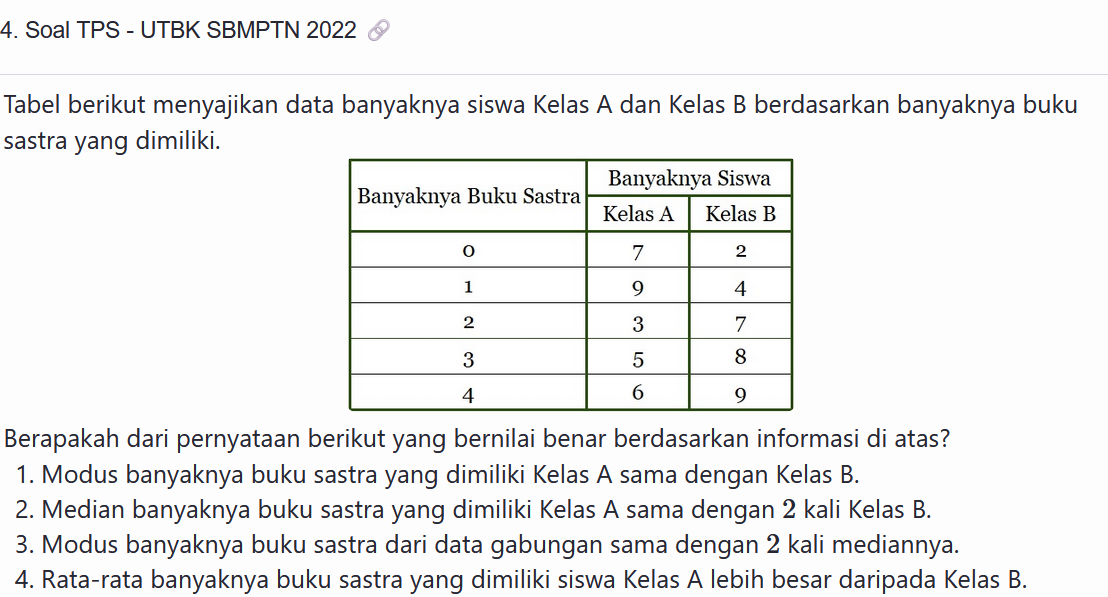 4. Soal TPS - UTBK SBMPTN 2022
Tabel berikut menyajikan data banyaknya siswa Kelas A dan Kelas B berdasarkan banyaknya buku
sastra yang dimiliki.
Banyaknya Buku Sastra Banyaknya Siswa
Kelas A Kelas B
0 7 2
1 9 4
2 3 7
3 5 8
4 6 9
Berapakah dari pernyataan berikut yang bernilai benar berdasarkan informasi di atas?
1. Modus banyaknya buku sastra yang dimiliki Kelas A sama dengan Kelas B.
2. Median banyaknya buku sastra yang dimiliki Kelas A sama dengan 2 kali Kelas B.
3. Modus banyaknya buku sastra dari data gabungan sama dengan 2 kali mediannya.
4. Rata-rata banyaknya buku sastra yang dimiliki siswa Kelas A lebih besar daripada Kelas B.